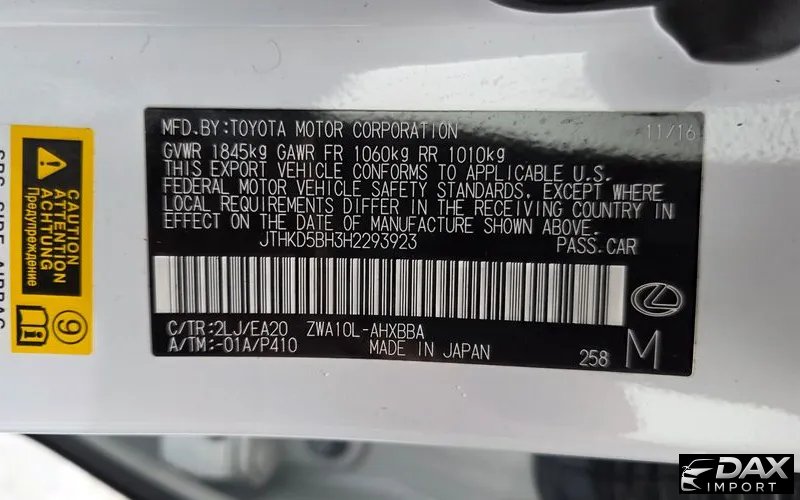 MFD.BY:TOYOTA MOTOR CORPORATION 11/16
GVWR 1845kg GAWR FR 1060kg RR 1010kg
THIS EXPORT VEHICLE CONFORMS TO APPLICABLE U.S.
FEDERAL MOTOR VEHICLE SAFETY STANDARDS, EXCEPT WHERE
LOCAL REQUIREMENTS DIFFER IN THE RECEIVING COUNTRY IN
EFFECT ON THE DATE OF MANUFACTURE SHOWN ABOVE.
JTHKD5BH3H2293923 PASS.CAR
C/TR:2LJ/EA20 ZWA10L-AHXBBA
A/TM:-01A/P410 MADE IN JAPAN 258 M
CAUTION
ATTENTION
ACHTUNG
Предупреждение
9
SRS SIDE AIRBAG
DAX
IMPORT